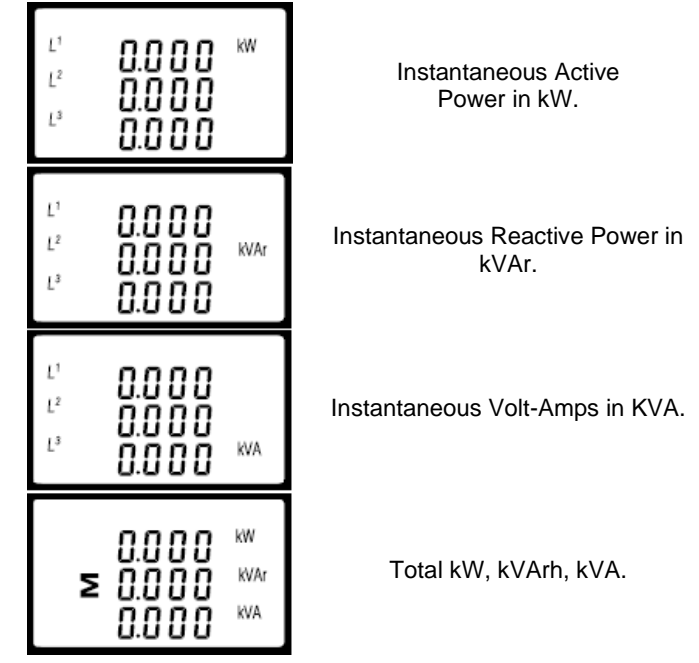 L¹ 0.000 kW
L² 0.000
L³ 0.000
Instantaneous Active
Power in kW.
L¹ 0.000
L² 0.000 kVAr
L³ 0.000
Instantaneous Reactive Power in
kVAr.
L¹ 0.000
L² 0.000
L³ 0.000 kVA
Instantaneous Volt-Amps in KVA.
0.000 kW
Σ 0.000 kVAr
0.000 kVA
Total kW, kVArh, kVA.